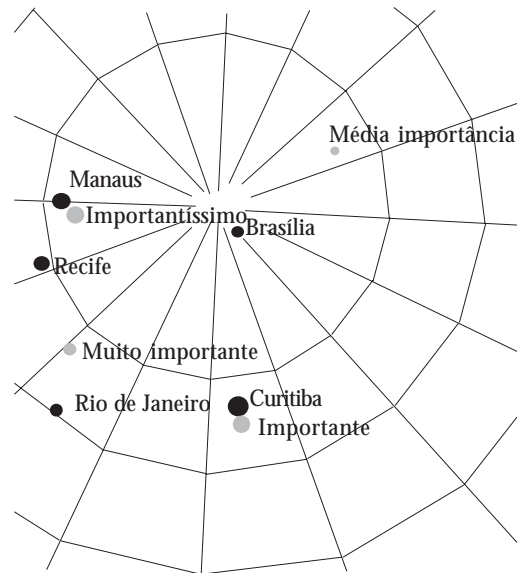 Média importância
Manaus
Importantíssimo
Brasília
Recife
Muito importante
Rio de Janeiro
Curitiba
Importante